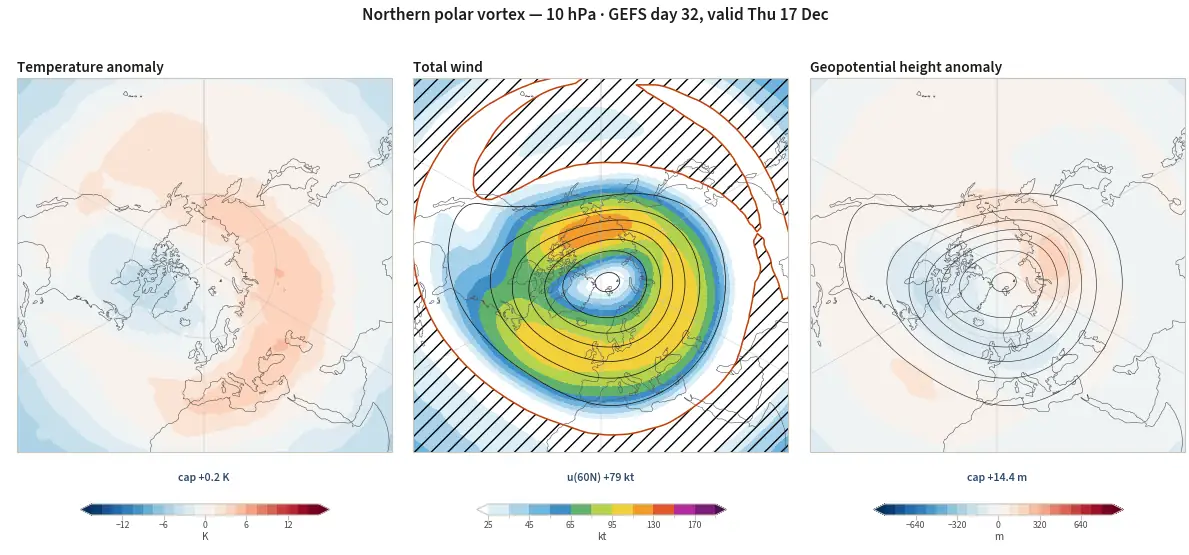 Northern polar vortex — 10 hPa · GEFS day 32, valid Thu 17 Dec
Temperature anomaly
Total wind
Geopotential height anomaly
cap +0.2 K
u(60N) +79 kt
cap +14.4 m
−12 −6 0 6 12
K
25 45 65 95 130 170
kt
−640 −320 0 320 640
m